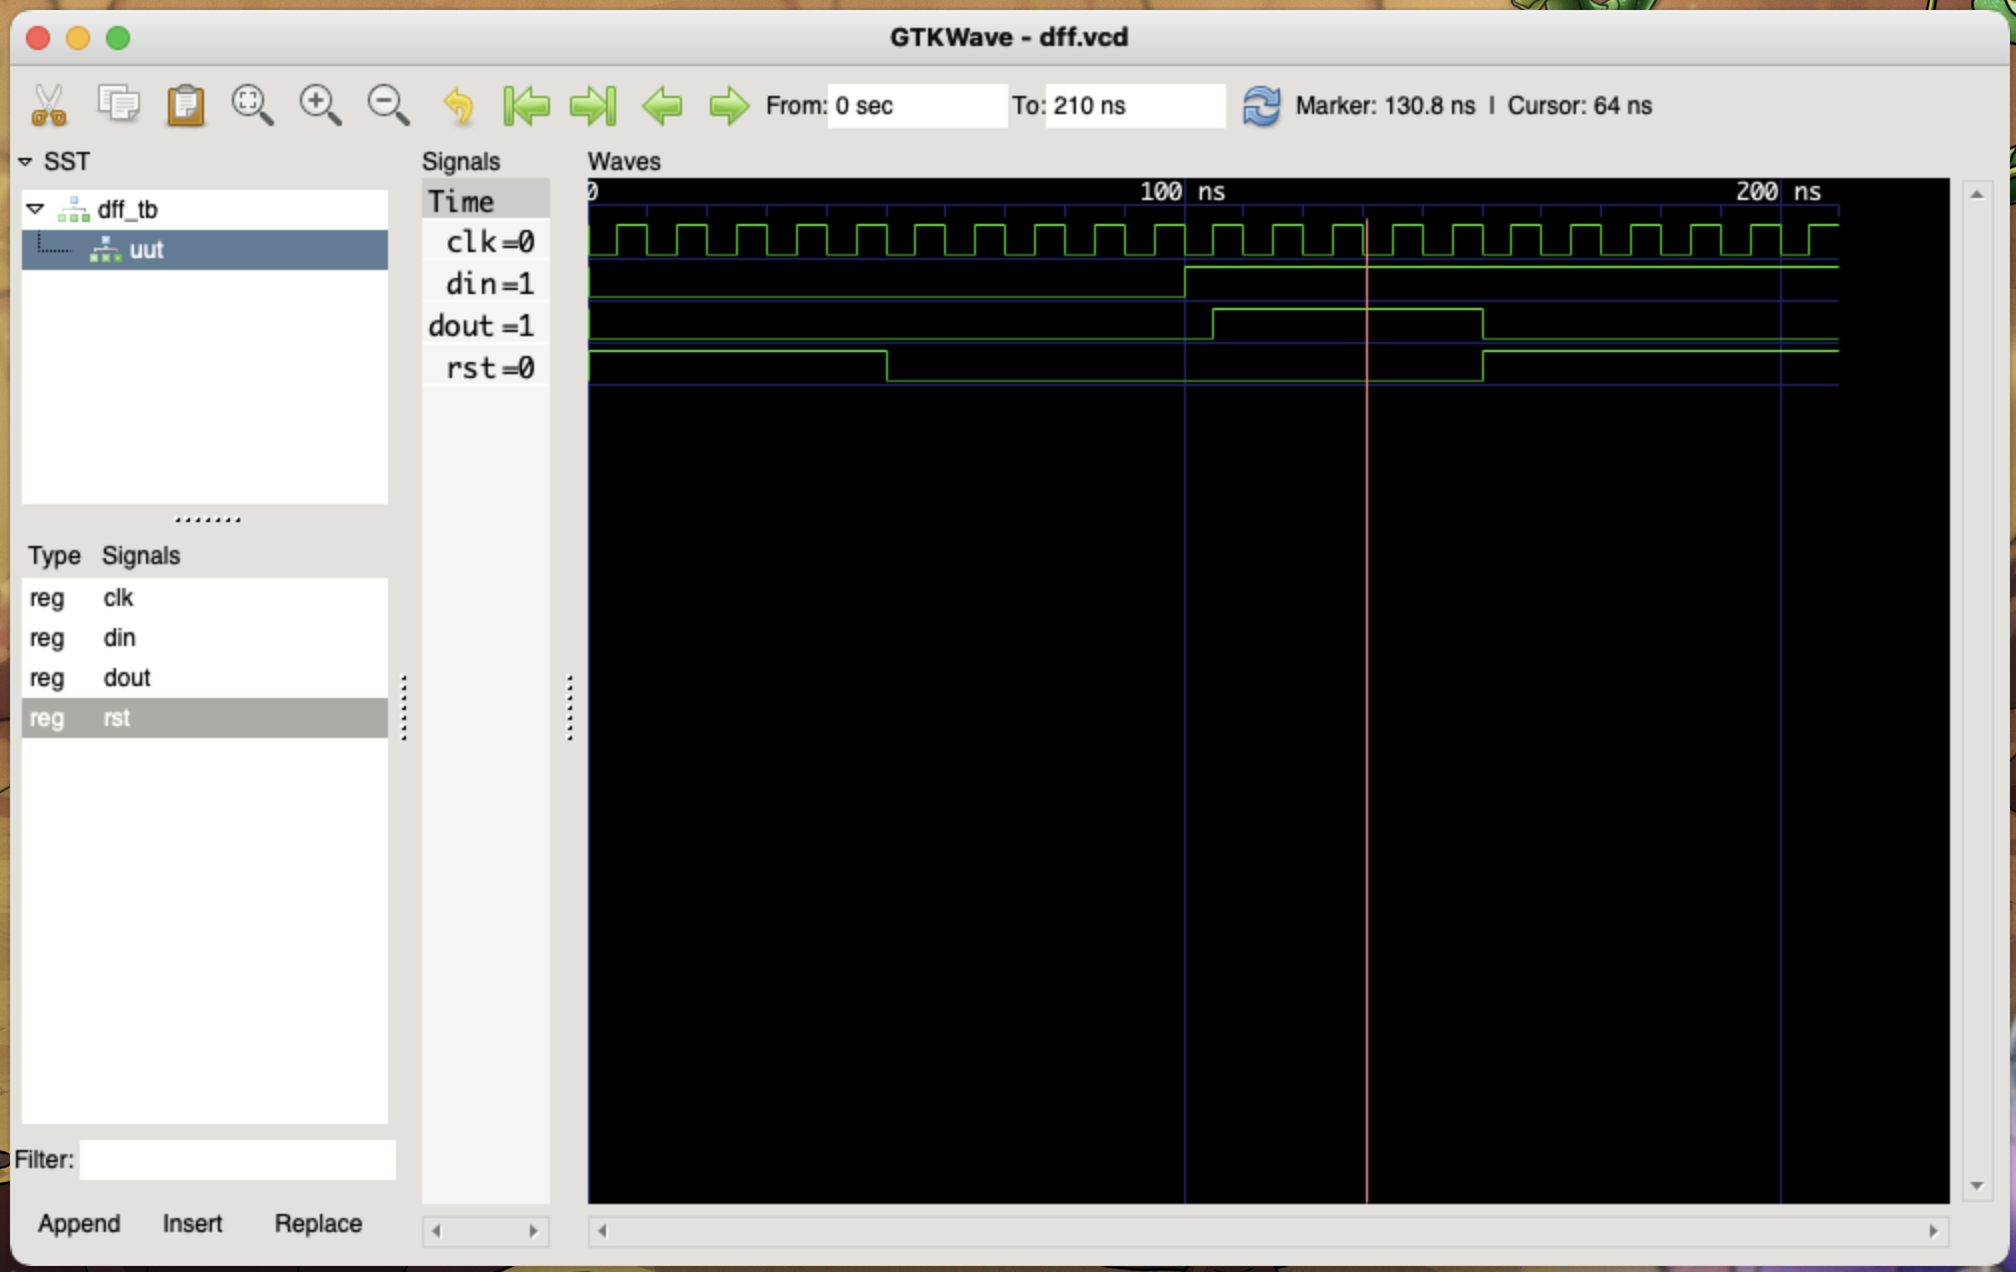 GTKWave - dff.vcd
From: 0 sec To: 210 ns Marker: 130.8 ns | Cursor: 64 ns
SST
dff_tb
uut
Type Signals
reg clk
reg din
reg dout
reg rst
Filter:
Append Insert Replace
Signals
Time
clk=0
din=1
dout=1
rst=0
Waves
0 100 ns 200 ns